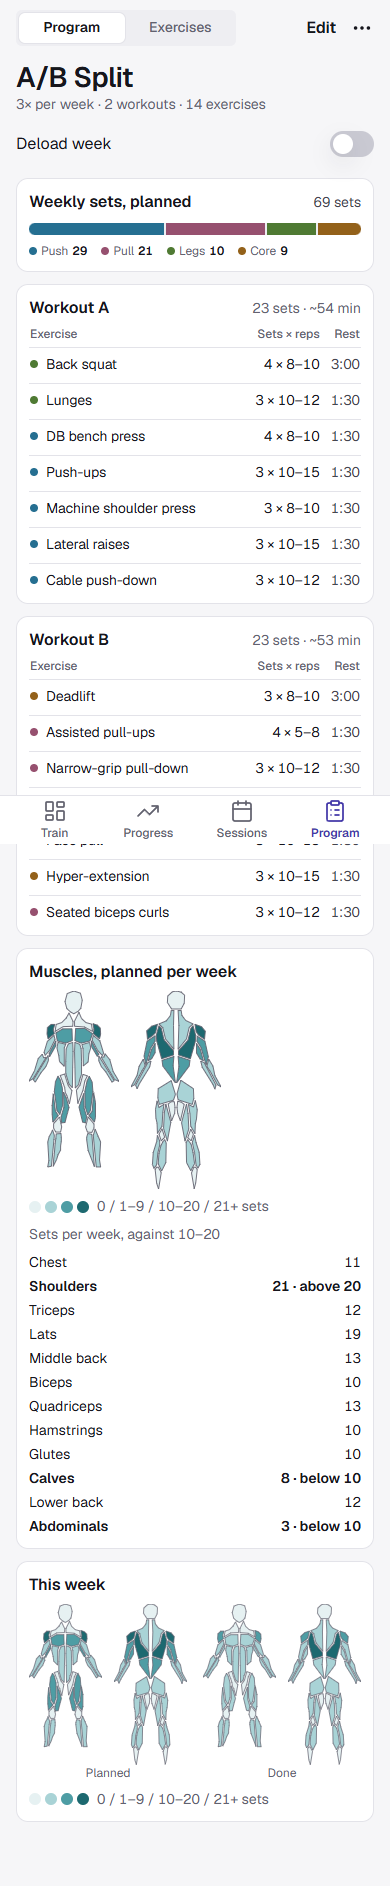 Program Exercises Edit
A/B Split
3× per week · 2 workouts · 14 exercises
Deload week
Weekly sets, planned 69 sets
Push 29 Pull 21 Legs 10 Core 9
Workout A 23 sets · ~54 min
Exercise Sets × reps Rest
Back squat 4 × 8–10 3:00
Lunges 3 × 10–12 1:30
DB bench press 4 × 8–10 1:30
Push-ups 3 × 10–15 1:30
Machine shoulder press 3 × 8–10 1:30
Lateral raises 3 × 10–15 1:30
Cable push-down 3 × 10–12 1:30
Workout B 23 sets · ~53 min
Exercise Sets × reps Rest
Deadlift 3 × 8–10 3:00
Assisted pull-ups 4 × 5–8 1:30
Narrow-grip pull-down 3 × 10–12 1:30
Train Progress Sessions Program
Hyper-extension 3 × 10–15 1:30
Seated biceps curls 3 × 10–12 1:30
Muscles, planned per week
0 / 1–9 / 10–20 / 21+ sets
Sets per week, against 10–20
Chest 11
Shoulders 21 · above 20
Triceps 12
Lats 19
Middle back 13
Biceps 10
Quadriceps 13
Hamstrings 10
Glutes 10
Calves 8 · below 10
Lower back 12
Abdominals 3 · below 10
This week
Planned Done
0 / 1–9 / 10–20 / 21+ sets